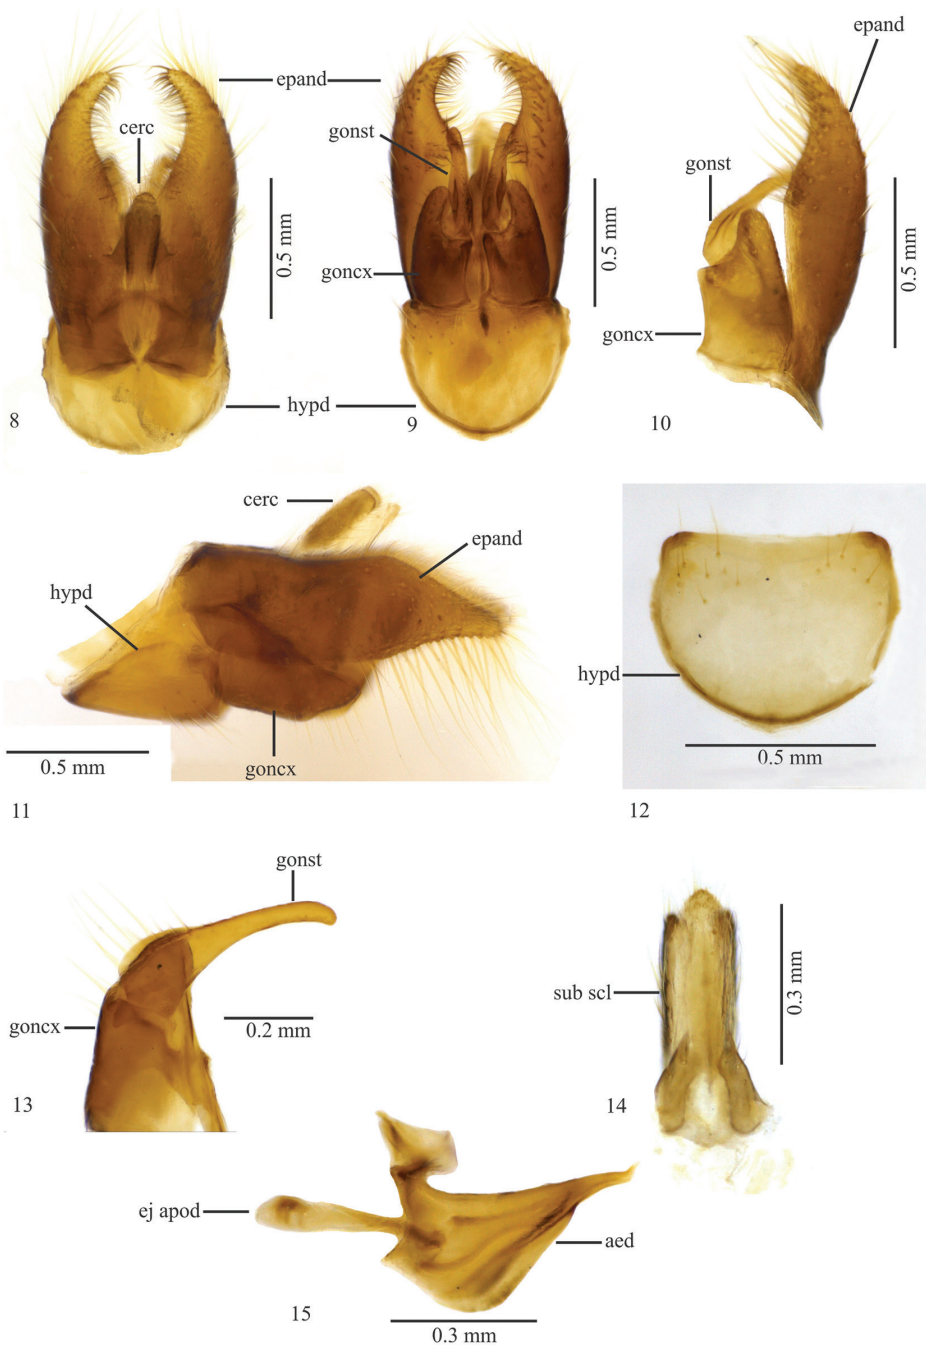 epand
epand
cerc
gonst
gonst
0.5 mm
0.5 mm
0.5 mm
goncx
goncx
hypd
8
9
10
cerc
epand
hypd
hypd
0.5 mm
goncx
0.5 mm
11
12
gonst
sub scl
0.3 mm
goncx
0.2 mm
13
14
ej apod
aed
15
0.3 mm